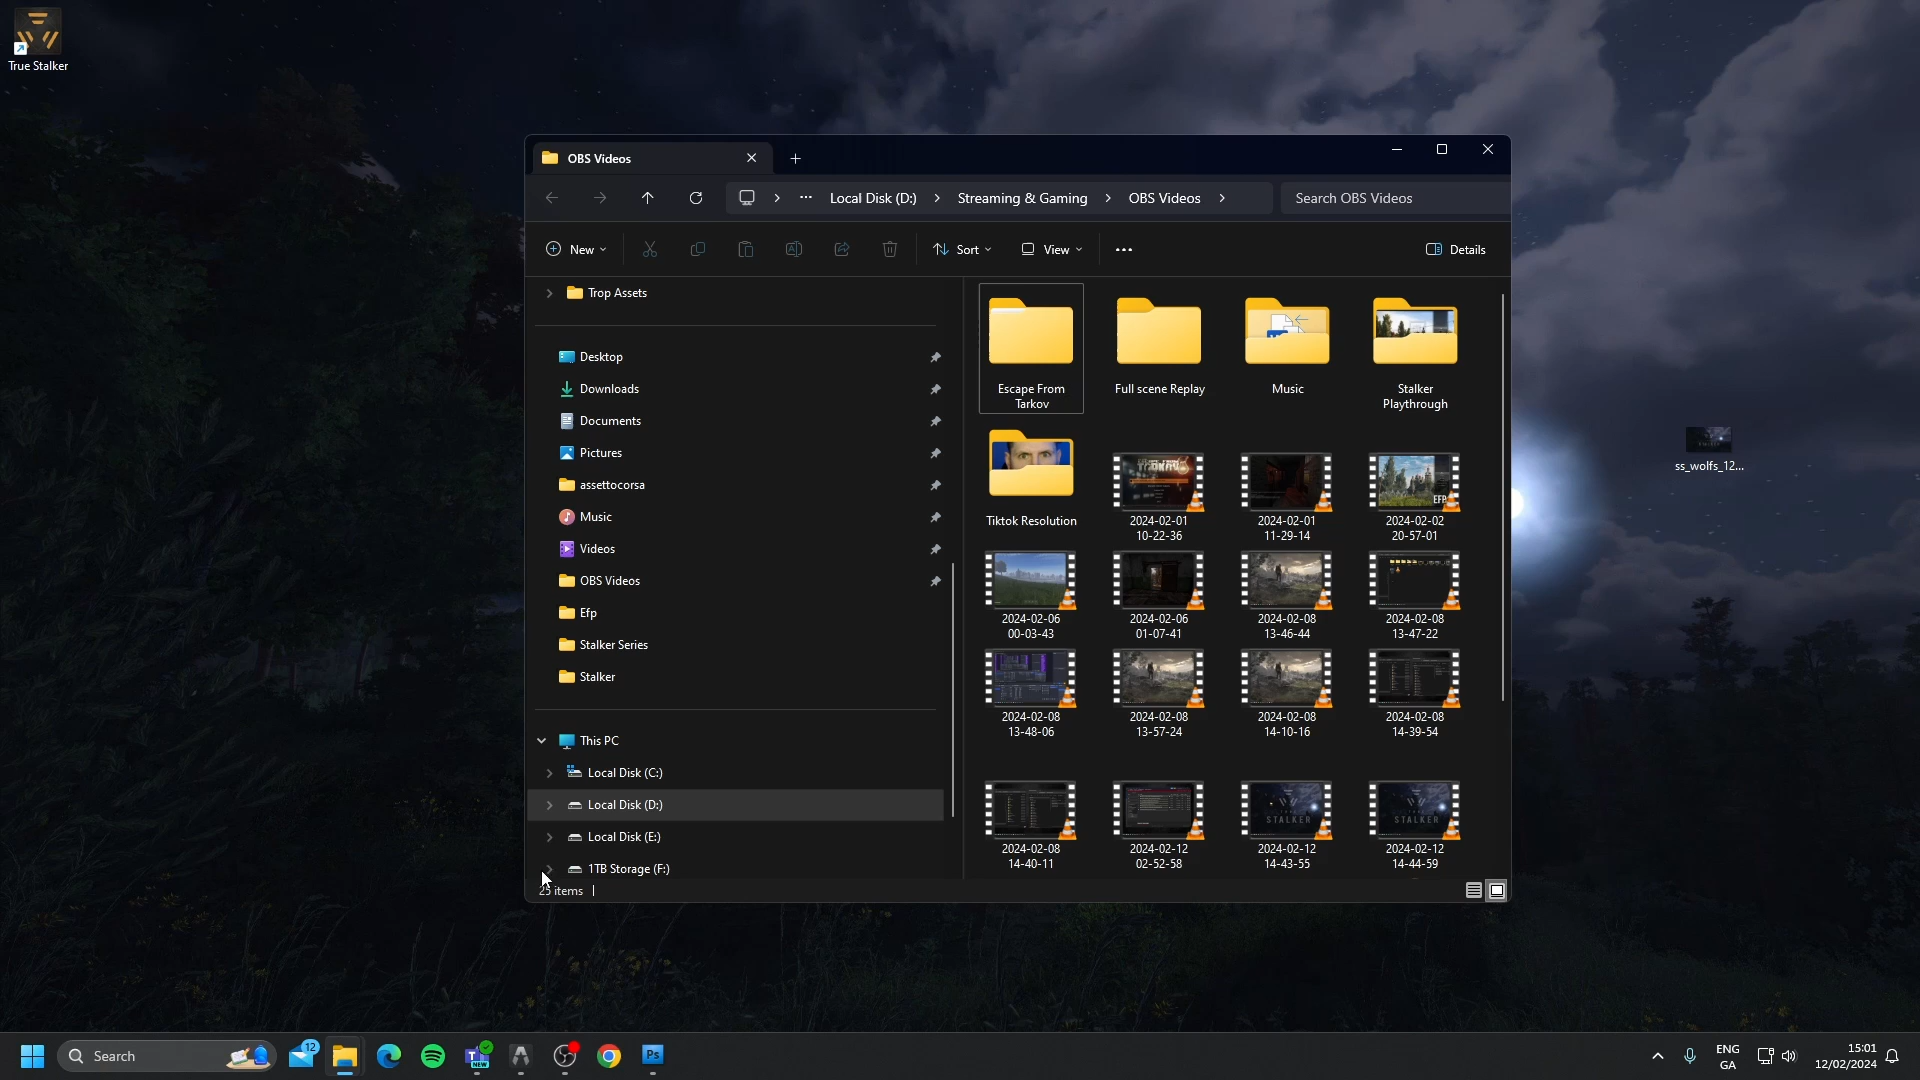 True Stalker
OBS Videos
Local Disk (D:)
Streaming & Gaming
OBS Videos
Search OBS Videos
New
Sort
View
Details
Trop Assets
Desktop
Downloads
Documents
Pictures
assettocorsa
Music
Videos
OBS Videos
Efp
Stalker Series
Stalker
This PC
Local Disk (C:)
Local Disk (D:)
Local Disk (E:)
1TB Storage (F:)
25 items
Escape From
Tarkov
Full scene Replay
Music
Stalker
Playthrough
Tiktok Resolution
2024-02-01
10-22-36
2024-02-01
11-29-14
EFP
2024-02-02
20-57-01
2024-02-06
00-03-43
2024-02-06
01-07-41
2024-02-08
13-46-44
2024-02-08
13-47-22
2024-02-08
13-48-06
2024-02-08
13-57-24
2024-02-08
14-10-16
2024-02-08
14-39-54
2024-02-08
14-40-11
2024-02-12
02-52-58
STALKER
2024-02-12
14-43-55
STALKER
2024-02-12
14-44-59
ss_wolfs_12...
Search
12
NEW
Ps
ENG
GA
15:01
12/02/2024